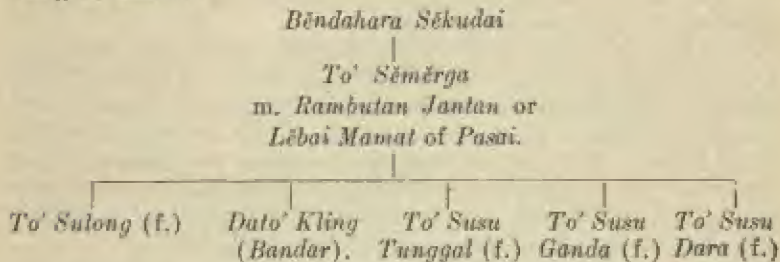 Bĕndahara Sĕkudai
To' Sĕmĕrga
m. Rambutan Jantan or
Lĕbai Mamat of Pasai.
To' Sulong (f.) Dato' Kling To' Susu To' Susu To' Susu
(Bandar). Tunggal (f.) Ganda (f.) Dara (f.)